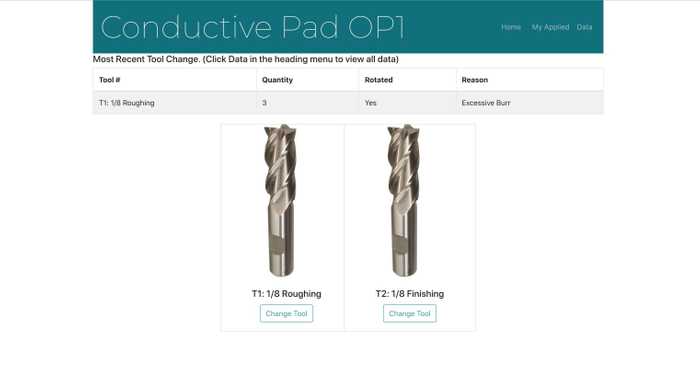 Conductive Pad OP1
Home My Applied Data
Most Recent Tool Change. (Click Data in the heading menu to view all data)
Tool # Quantity Rotated Reason
T1: 1/8 Roughing 3 Yes Excessive Burr
T1: 1/8 Roughing T2: 1/8 Finishing
Change Tool Change Tool